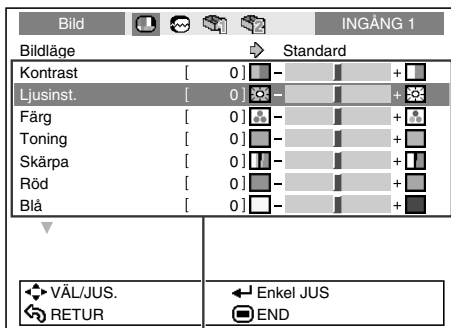 Bild INGÅNG 1
Bildläge Standard
Kontrast [ 0 ] – +
Ljusinst. [ 0 ] – +
Färg [ 0 ] – +
Toning [ 0 ] – +
Skärpa [ 0 ] – +
Röd [ 0 ] – +
Blå [ 0 ] – +
VÄL/JUS. Enkel JUS
RETUR END